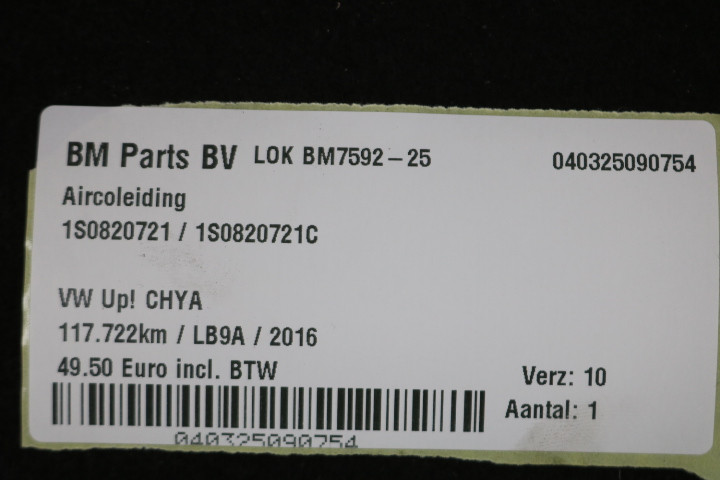 BM Parts BV LOK BM7592-25 040325090754
Aircoleiding
1S0820721 / 1S0820721C
VW Up! CHYA
117.722km / LB9A / 2016
49.50 Euro incl. BTW
Verz: 10
Aantal: 1
040325090754